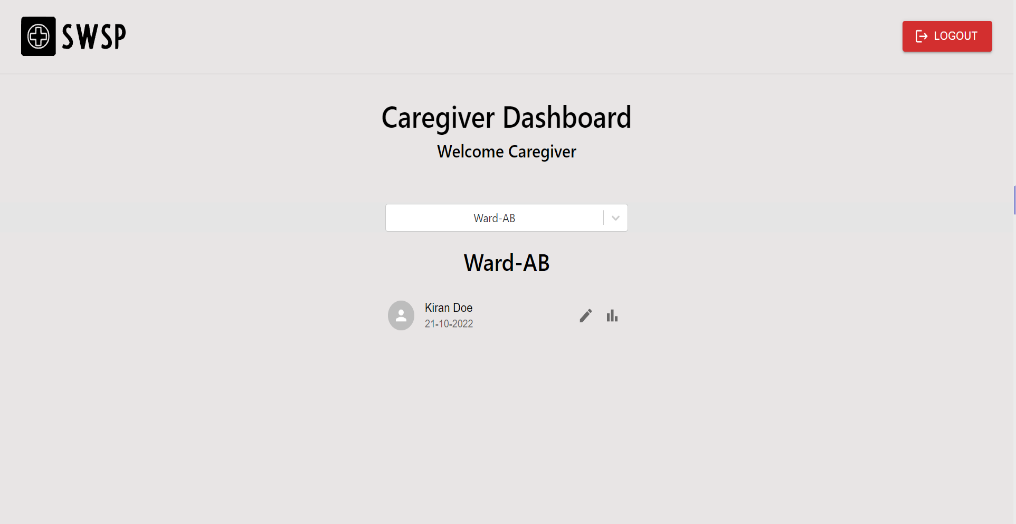 SWSP
LOGOUT
Caregiver Dashboard
Welcome Caregiver
Ward-AB
Ward-AB
Kiran Doe
21-10-2022